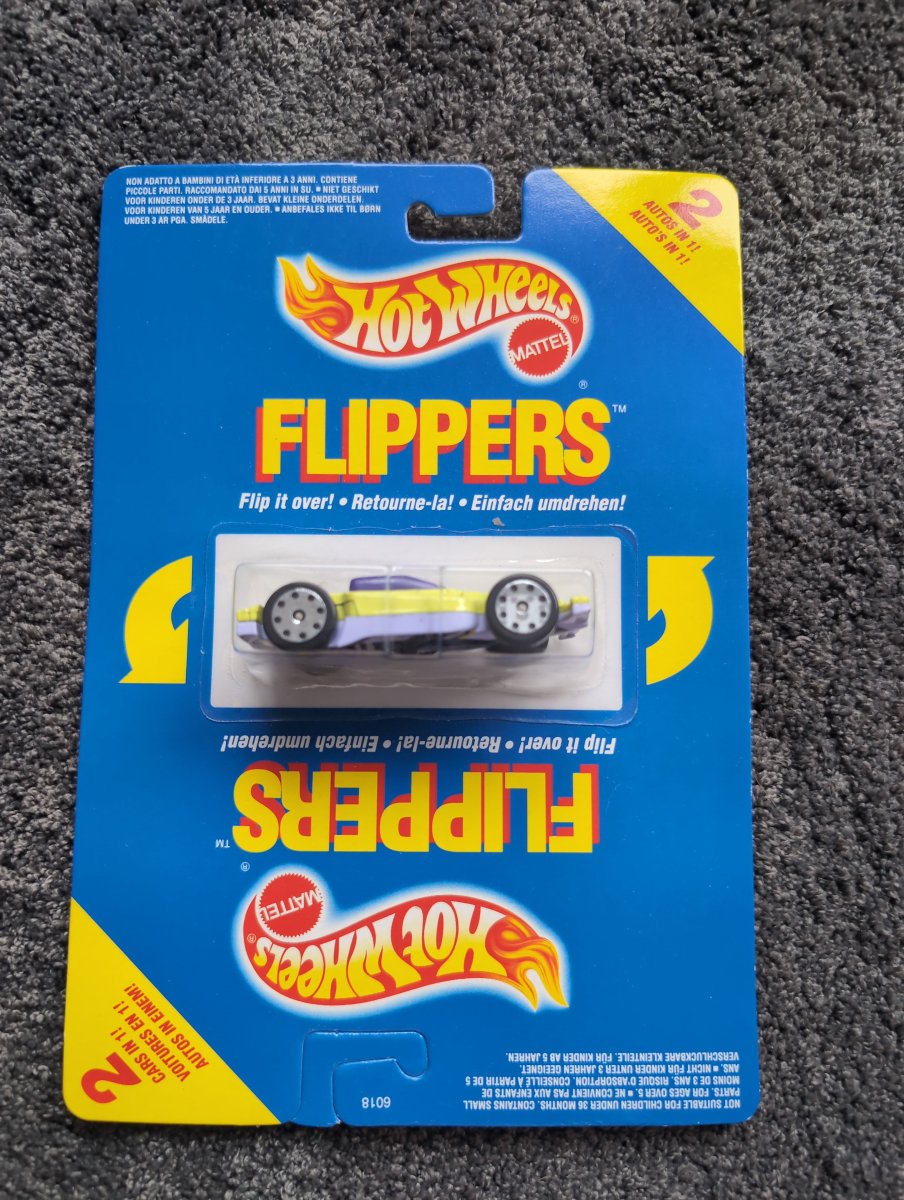 NON ADATTO A BAMBINI DI ETÀ INFERIORE A 3 ANNI. CONTIENE
PICCOLE PARTI. RACCOMANDATO DAI 5 ANNI IN SU. ▪ NIET GESCHIKT
VOOR KINDEREN ONDER DE 3 JAAR. BEVAT KLEINE ONDERDELEN.
VOOR KINDEREN VAN 5 JAAR EN OUDER. ▪ ANBEFALES IKKE TIL BØRN
UNDER 3 AR PGA. SMÅDELE.
2
AUTOS IN 1!
AUTO'S IN 1!
HOT WHEELS®
MATTEL
®
FLIPPERS™
Flip it over! • Retourne-la! • Einfach umdrehen!
Flip it over! • Retourne-la! • Einfach umdrehen!
FLIPPERS™
®
MATTEL
HOT WHEELS®
2
CARS IN 1!
VOITURES EN 1!
AUTOS IN EINEM!
NOT SUITABLE FOR CHILDREN UNDER 36 MONTHS. CONTAINS SMALL
PARTS. FOR AGES OVER 5. ▪ NE CONVIENT PAS AUX ENFANTS DE
MOINS DE 3 ANS. RISQUE D'ABSORPTION. CONSEILLÉ À PARTIR DE 5
ANS. ▪ NICHT FÜR KINDER UNTER 3 JAHREN GEEIGNET.
VERSCHLUCKBARE KLEINTEILE. FÜR KINDER AB 5 JAHREN.
6018